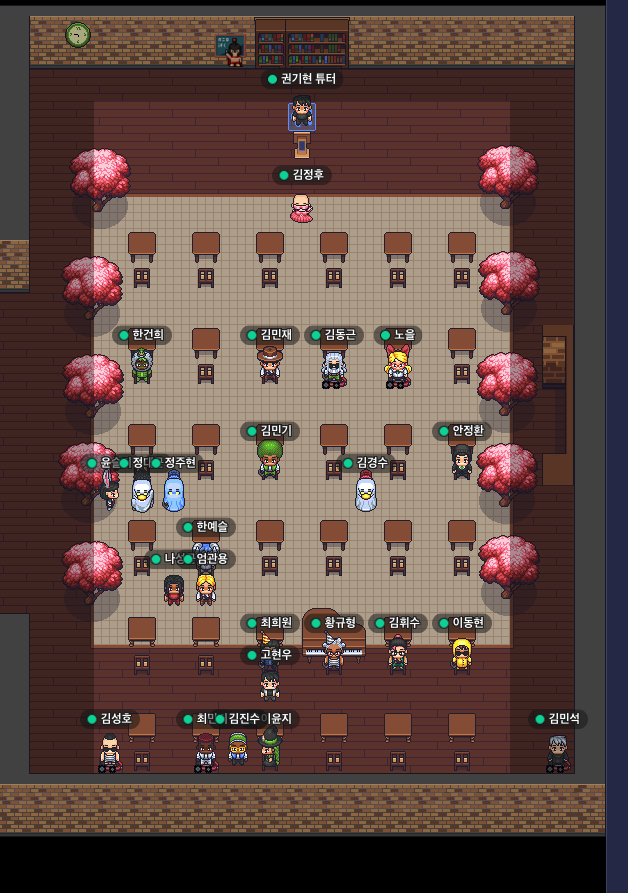 권기현 튜터
김정후
한건희
김민재
김동근
노을
김민기
안정환
정주현
김경수
한예슬
엄관용
최희원
황규형
김휘수
이동현
고현우
김성호
김진수
이윤지
김민석